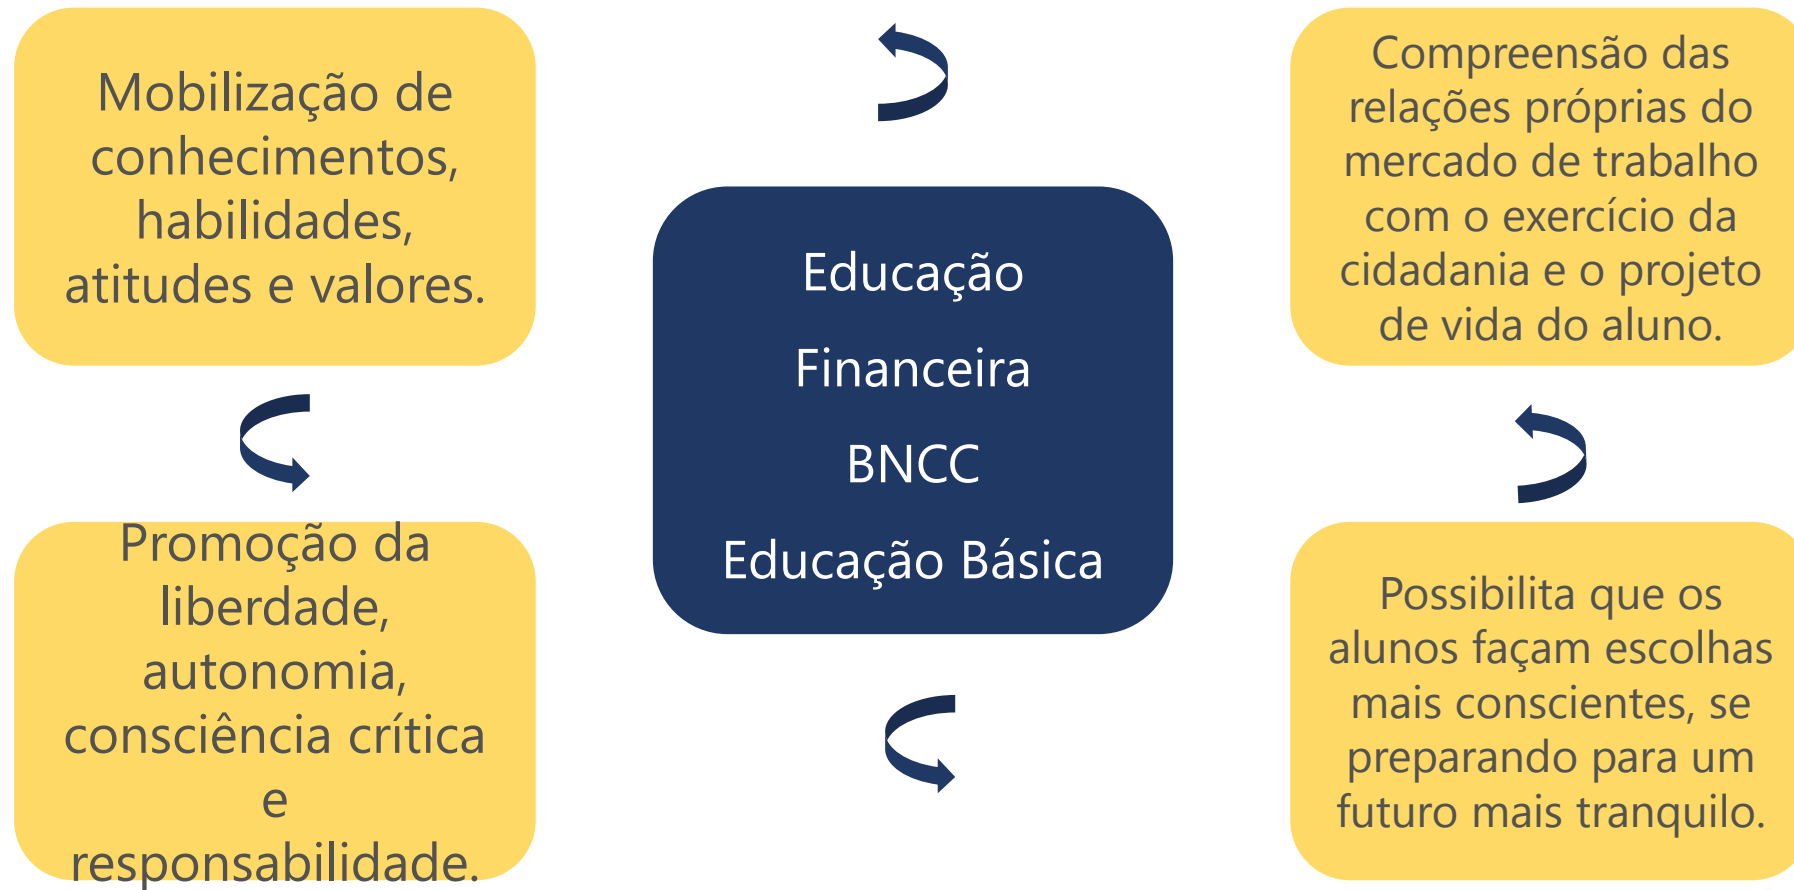 Mobilização de
conhecimentos,
habilidades,
atitudes e valores.
Promoção da
liberdade,
autonomia,
consciência crítica
e
responsabilidade.
Educação
Financeira
BNCC
Educação Básica
Compreensão das
relações próprias do
mercado de trabalho
com o exercício da
cidadania e o projeto
de vida do aluno.
Possibilita que os
alunos façam escolhas
mais conscientes, se
preparando para um
futuro mais tranquilo.